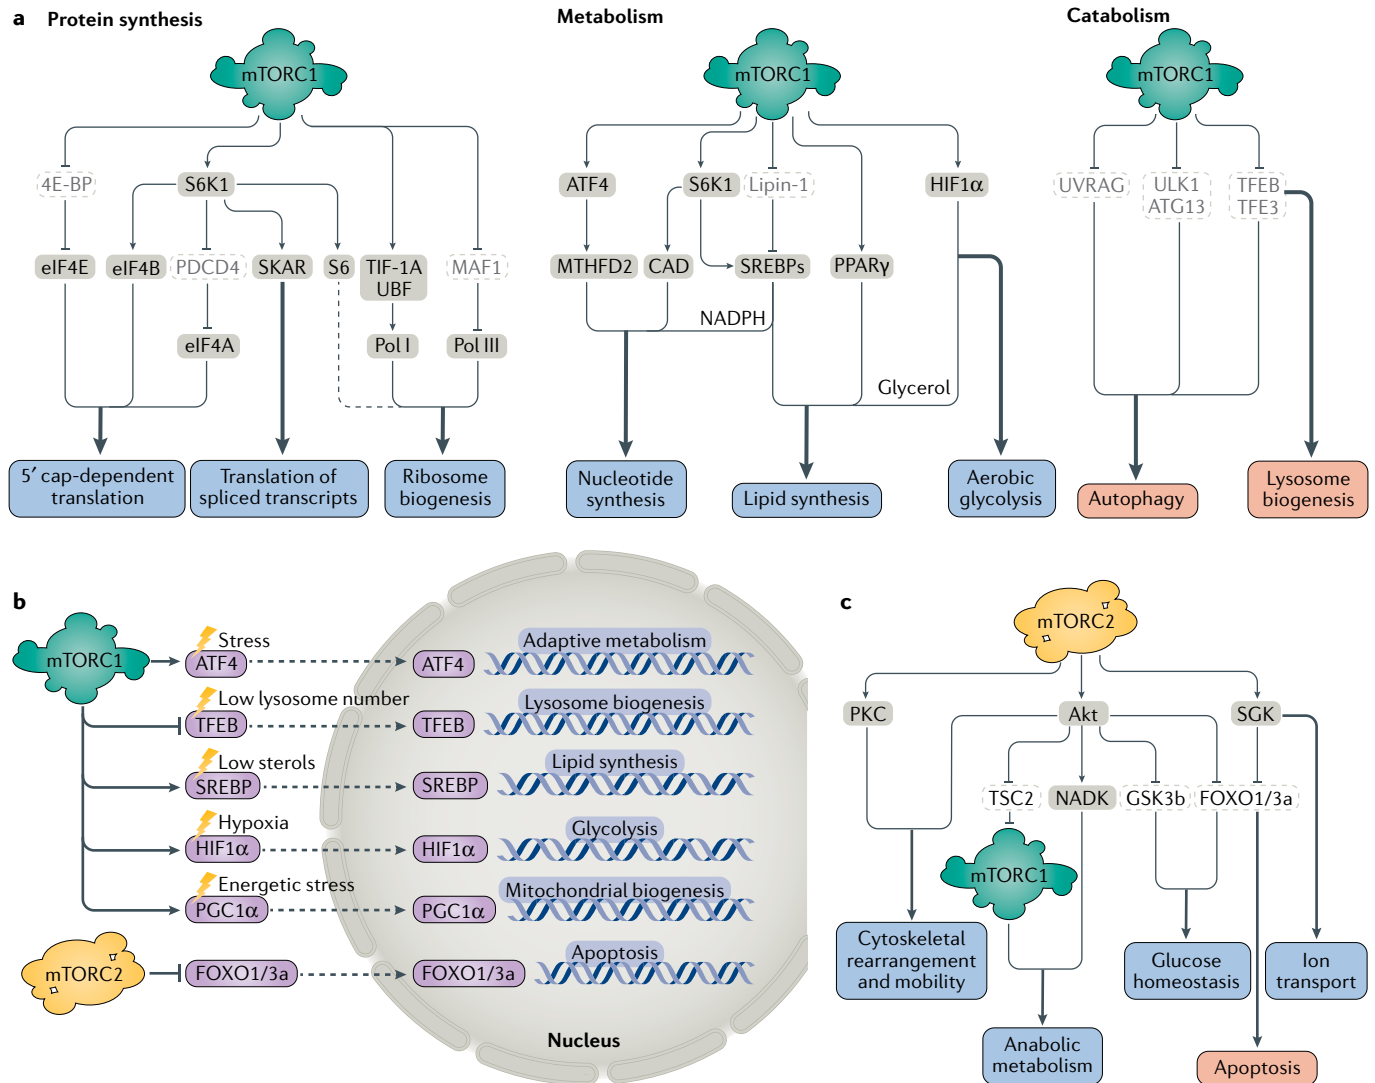 a Protein synthesis
Metabolism
Catabolism
mTORC1
mTORC1
mTORC1
4E-BP
S6K1
ATF4
S6K1
Lipin-1
HIF1α
UVRAG
ULK1
ATG13
TFEB
TFE3
eIF4E
eIF4B
PDCD4
SKAR
S6
TIF-1A
UBF
MAF1
MTHFD2
CAD
SREBPs
PPARγ
NADPH
eIF4A
Pol I
Pol III
Glycerol
5′ cap-dependent
translation
Translation of
spliced transcripts
Ribosome
biogenesis
Nucleotide
synthesis
Lipid synthesis
Aerobic
glycolysis
Autophagy
Lysosome
biogenesis
b
mTORC1
Stress
ATF4
ATF4
Adaptive metabolism
Low lysosome number
TFEB
TFEB
Lysosome biogenesis
Low sterols
SREBP
SREBP
Lipid synthesis
Hypoxia
HIF1α
HIF1α
Glycolysis
Energetic stress
PGC1α
PGC1α
Mitochondrial biogenesis
mTORC2
FOXO1/3a
FOXO1/3a
Apoptosis
Nucleus
c
mTORC2
PKC
Akt
SGK
TSC2
NADK
GSK3b
FOXO1/3a
mTORC1
Cytoskeletal
rearrangement
and mobility
Glucose
homeostasis
Ion
transport
Anabolic
metabolism
Apoptosis